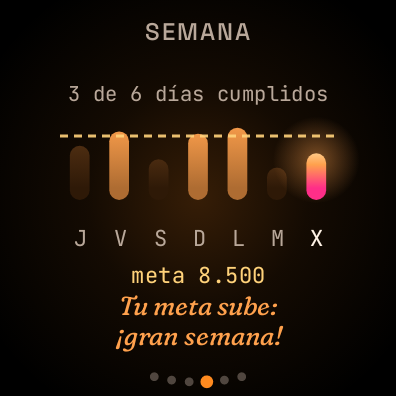 SEMANA
3 de 6 días cumplidos
J V S D L M X
meta 8.500
Tu meta sube:
¡gran semana!